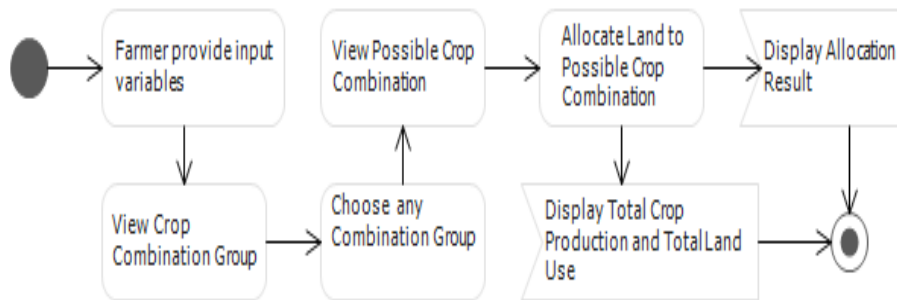 Farmer provide input
variables
View Crop
Combination Group
Choose any
Combination Group
View Possible Crop
Combination
Allocate Land to
Possible Crop
Combination
Display Allocation
Result
Display Total Crop
Production and Total Land
Use